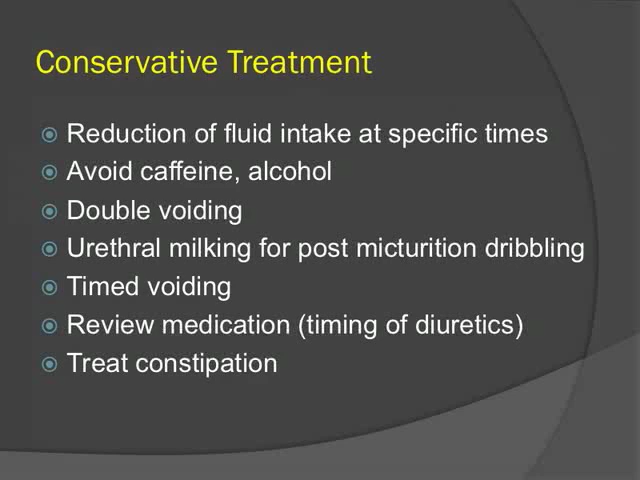 Conservative Treatment
Reduction of fluid intake at specific times
Avoid caffeine, alcohol
Double voiding
Urethral milking for post micturition dribbling
Timed voiding
Review medication (timing of diuretics)
Treat constipation